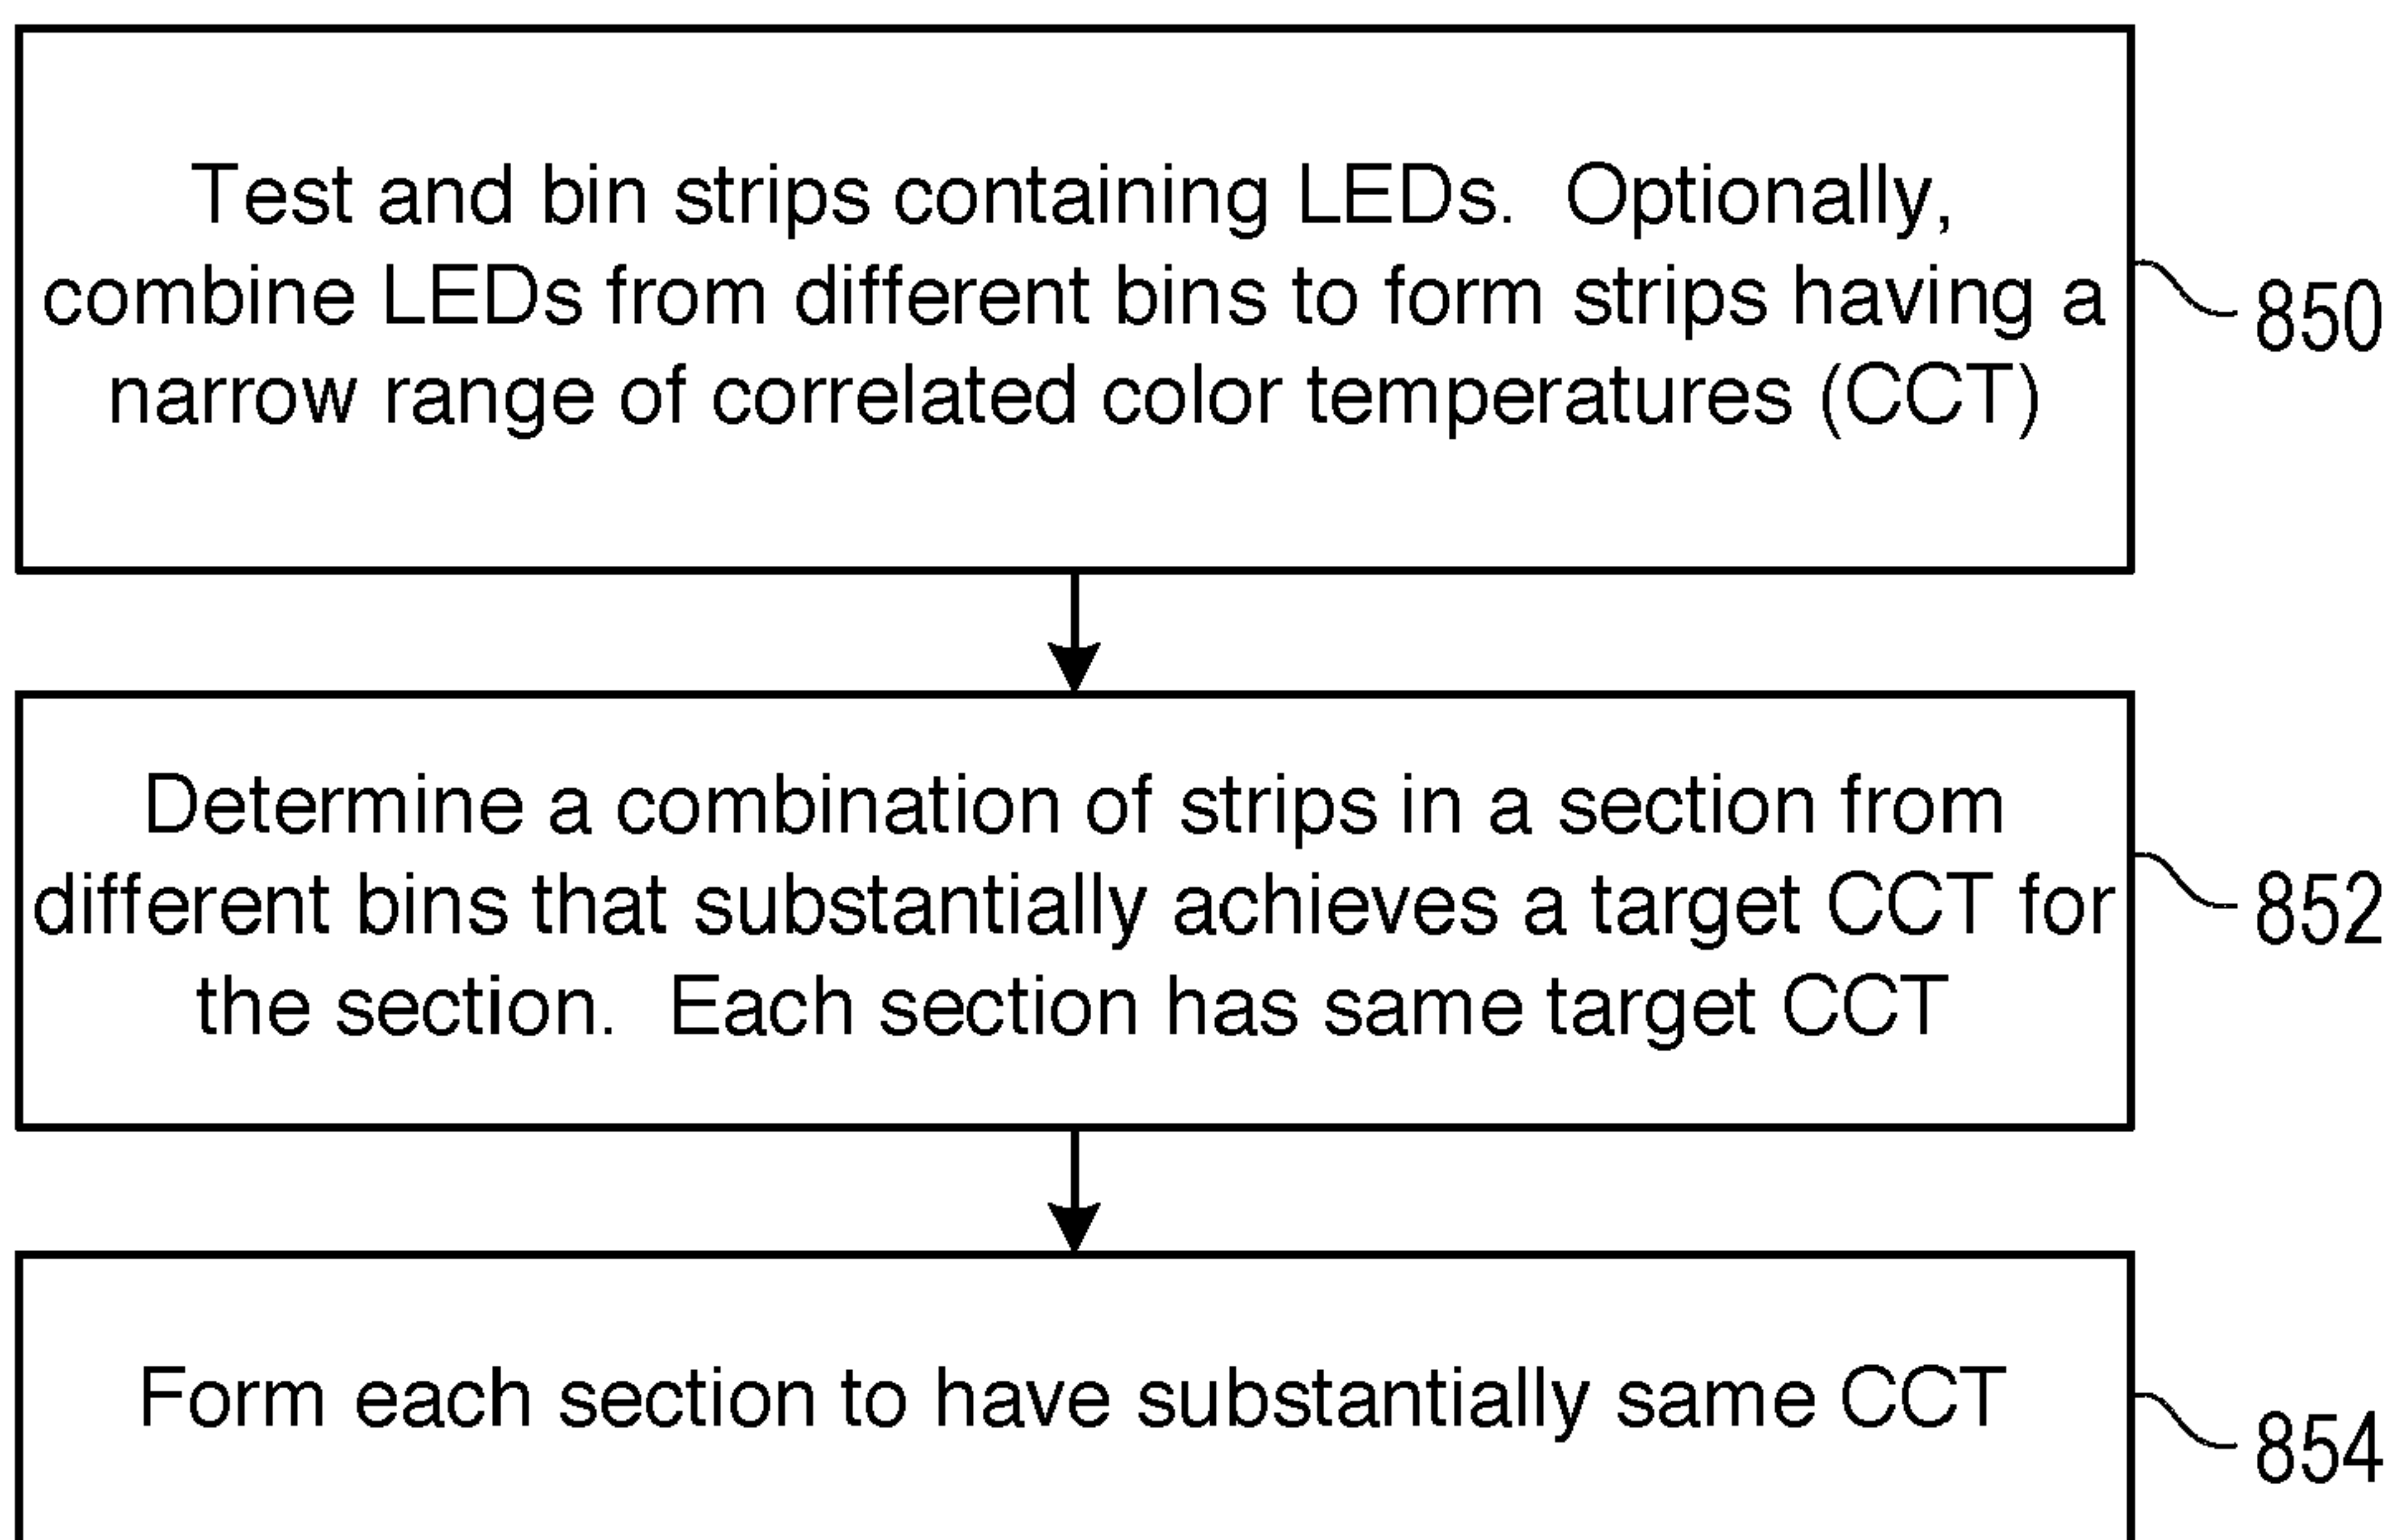 Test and bin strips containing LEDs. Optionally,
combine LEDs from different bins to form strips having a
narrow range of correlated color temperatures (CCT)
850
Determine a combination of strips in a section from
different bins that substantially achieves a target CCT for
the section. Each section has same target CCT
852
Form each section to have substantially same CCT
854